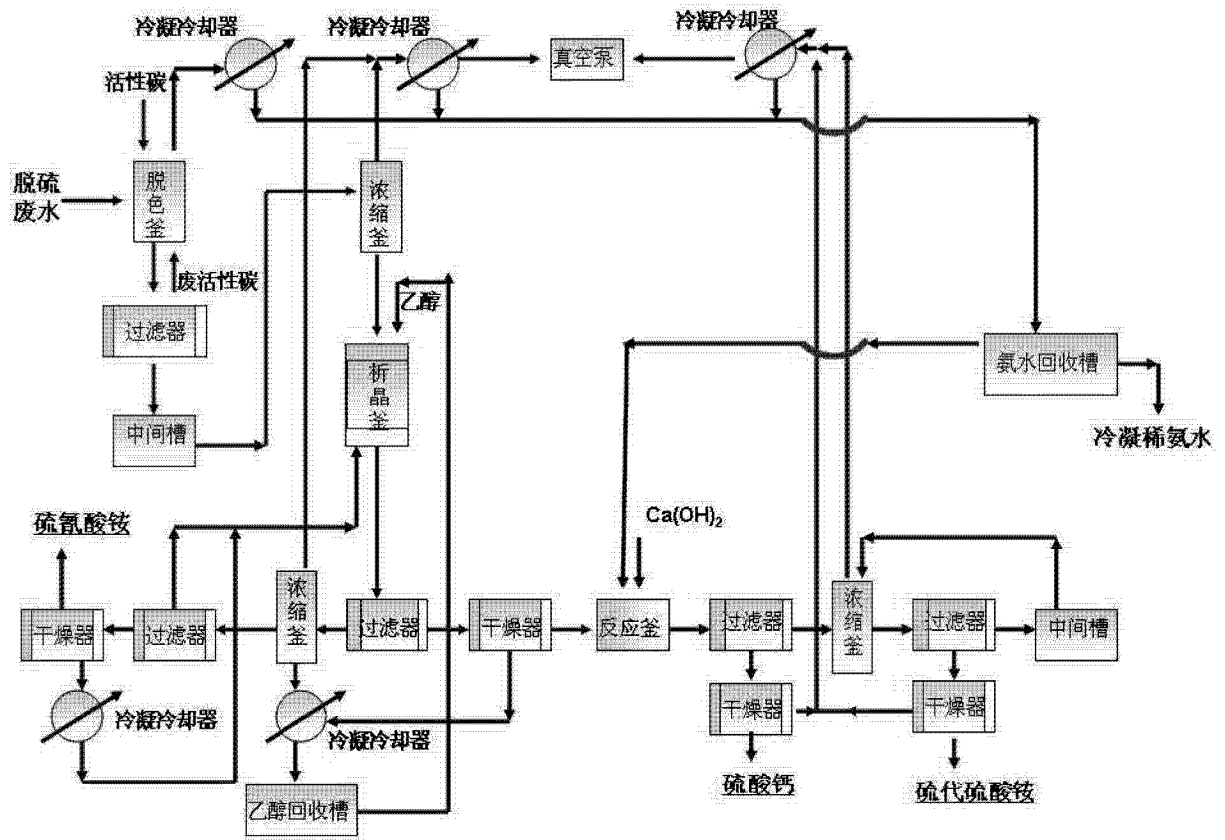 冷凝冷却器
冷凝冷却器
冷凝冷却器
真空泵
活性碳
脱硫
废水
脱
色
釜
浓
缩
釜
废活性碳
乙醇
过滤器
析
晶
釜
氨水回收槽
中间槽
冷凝稀氨水
Ca(OH)₂
硫氰酸铵
浓
缩
釜
浓
缩
釜
干燥器
过滤器
过滤器
干燥器
反应釜
过滤器
过滤器
中间槽
干燥器
干燥器
冷凝冷却器
冷凝冷却器
硫酸钙
硫代硫酸铵
乙醇回收槽